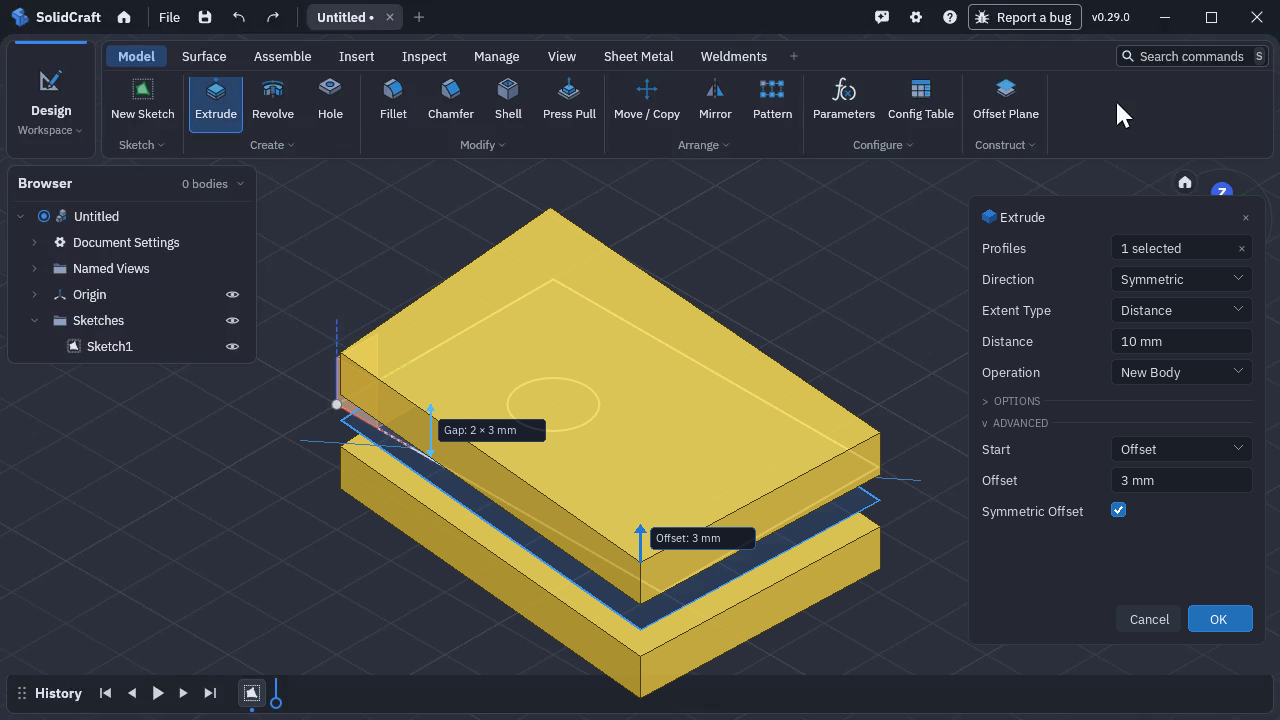 SolidCraft
File
Untitled •
Report a bug
v0.29.0
Design
Workspace
Model
Surface
Assemble
Insert
Inspect
Manage
View
Sheet Metal
Weldments
Search commands
S
New Sketch
Extrude
Revolve
Hole
Fillet
Chamfer
Shell
Press Pull
Move / Copy
Mirror
Pattern
Parameters
Config Table
Offset Plane
Sketch
Create
Modify
Arrange
Configure
Construct
Browser
0 bodies
Untitled
Document Settings
Named Views
Origin
Sketches
Sketch1
Z
Gap: 2 × 3 mm
Offset: 3 mm
Extrude
Profiles
1 selected
Direction
Symmetric
Extent Type
Distance
Distance
10 mm
Operation
New Body
OPTIONS
ADVANCED
Start
Offset
Offset
3 mm
Symmetric Offset
Cancel
OK
History